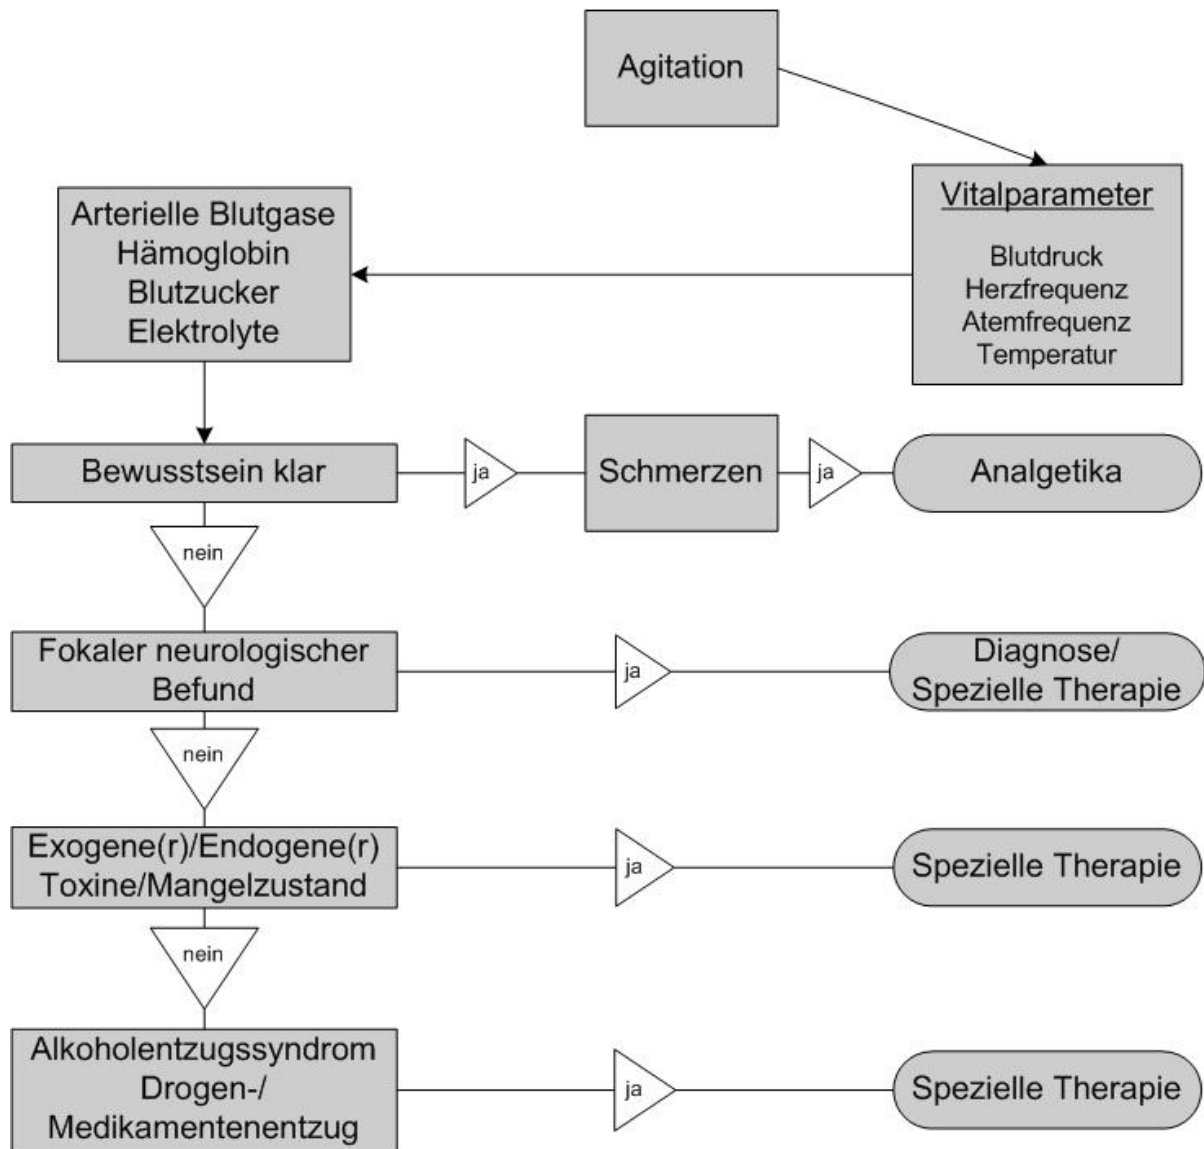 Agitation
Vitalparameter
Blutdruck
Herzfrequenz
Atemfrequenz
Temperatur
Arterielle Blutgase
Hämoglobin
Blutzucker
Elektrolyte
Bewusstsein klar
ja
Schmerzen
ja
Analgetika
nein
Fokaler neurologischer
Befund
ja
Diagnose/
Spezielle Therapie
nein
Exogene(r)/Endogene(r)
Toxine/Mangelzustand
ja
Spezielle Therapie
nein
Alkoholentzugssyndrom
Drogen-/
Medikamentenentzug
ja
Spezielle Therapie